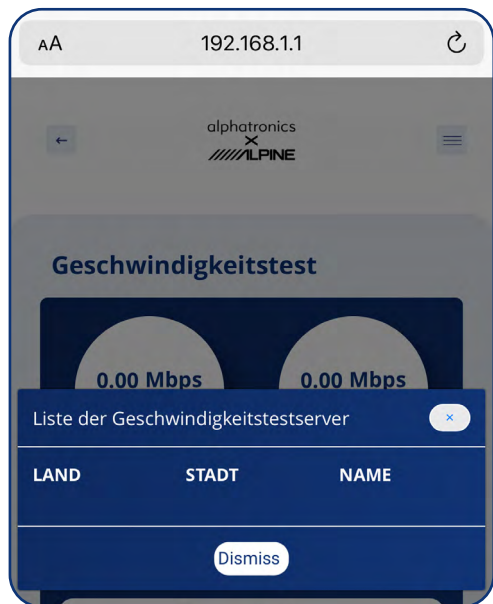 AA 192.168.1.1
alphatronics
×
ALPINE
Geschwindigkeitstest
0.00 Mbps 0.00 Mbps
Liste der Geschwindigkeitstestserver ×
LAND STADT NAME
Dismiss